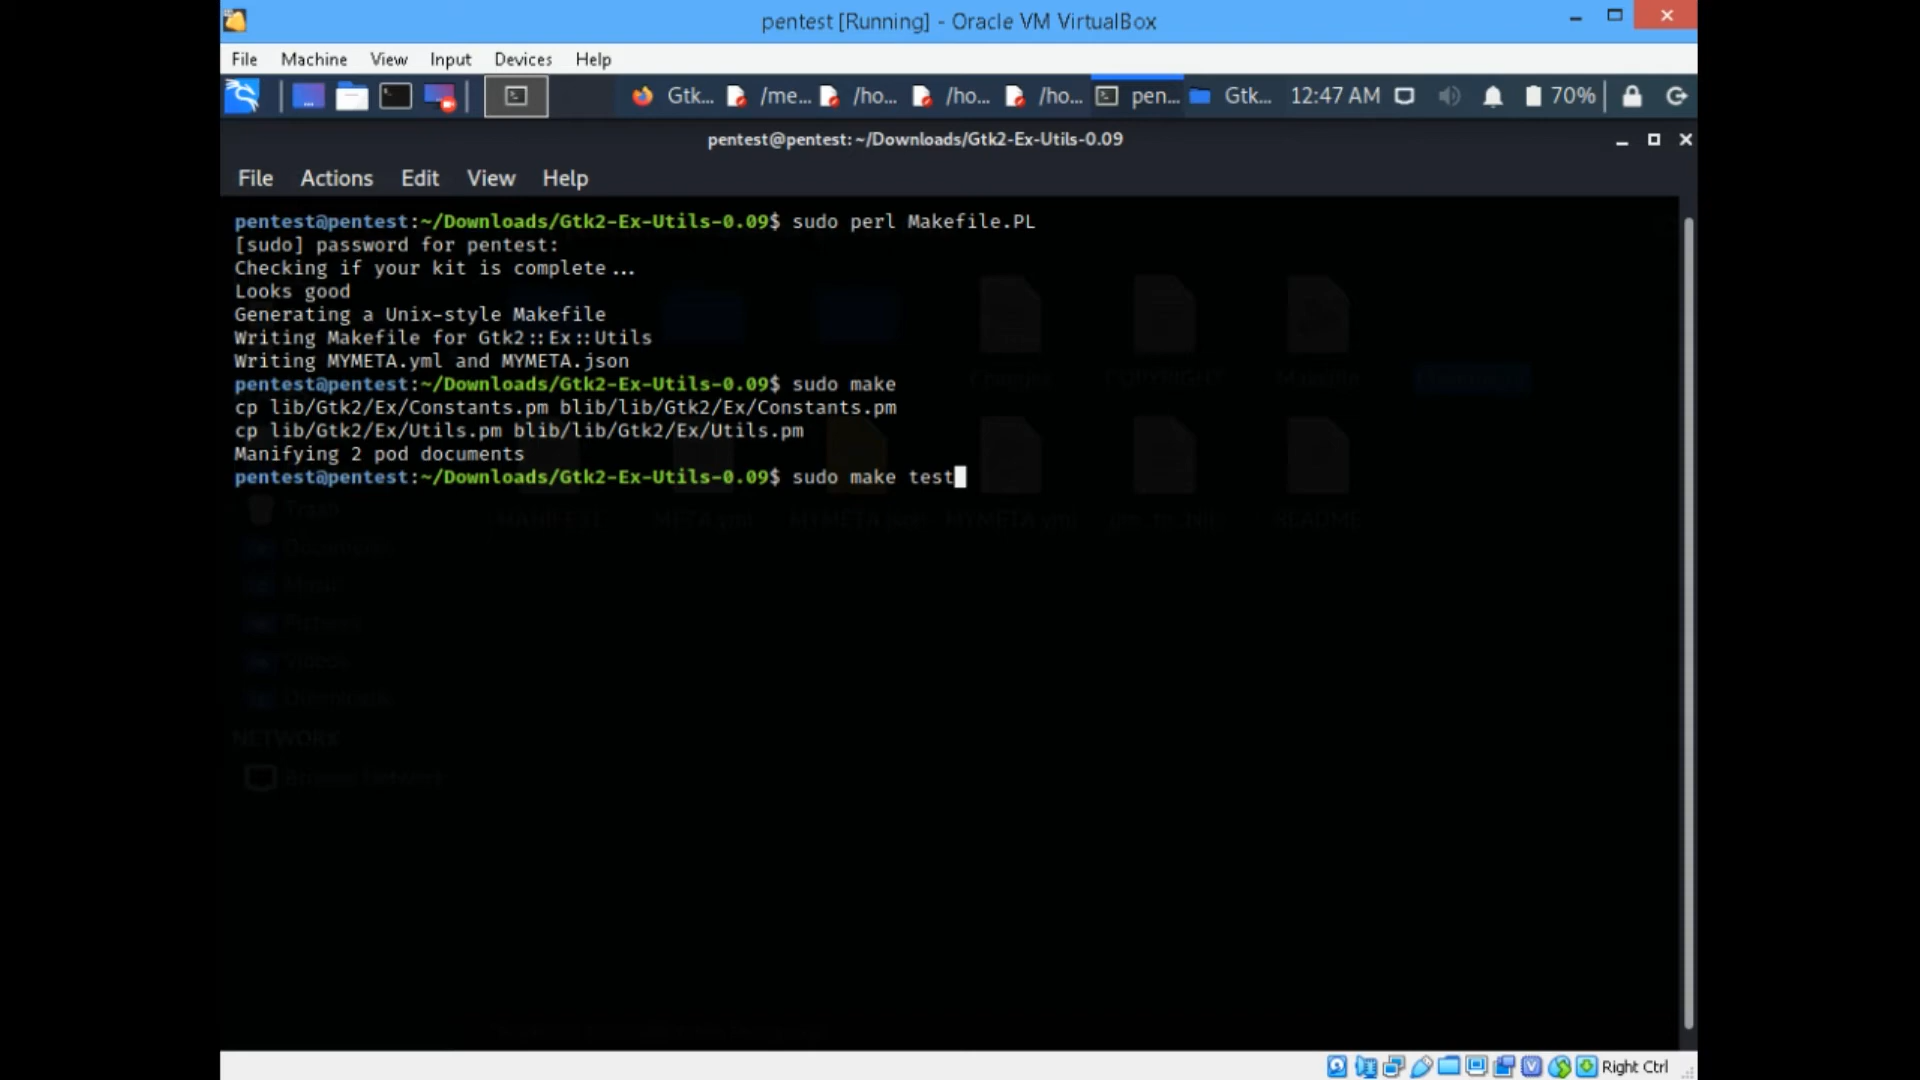 pentest [Running] - Oracle VM VirtualBox
File Machine View Input Devices Help
Gtk... /me... /ho... /ho... /ho... pen... Gtk... 12:47 AM 70%
pentest@pentest: ~/Downloads/Gtk2-Ex-Utils-0.09
File Actions Edit View Help
pentest@pentest:~/Downloads/Gtk2-Ex-Utils-0.09$ sudo perl Makefile.PL
[sudo] password for pentest:
Checking if your kit is complete...
Looks good
Generating a Unix-style Makefile
Writing Makefile for Gtk2::Ex::Utils
Writing MYMETA.yml and MYMETA.json
pentest@pentest:~/Downloads/Gtk2-Ex-Utils-0.09$ sudo make
cp lib/Gtk2/Ex/Constants.pm blib/lib/Gtk2/Ex/Constants.pm
cp lib/Gtk2/Ex/Utils.pm blib/lib/Gtk2/Ex/Utils.pm
Manifying 2 pod documents
pentest@pentest:~/Downloads/Gtk2-Ex-Utils-0.09$ sudo make test
NETWORK
Right Ctrl